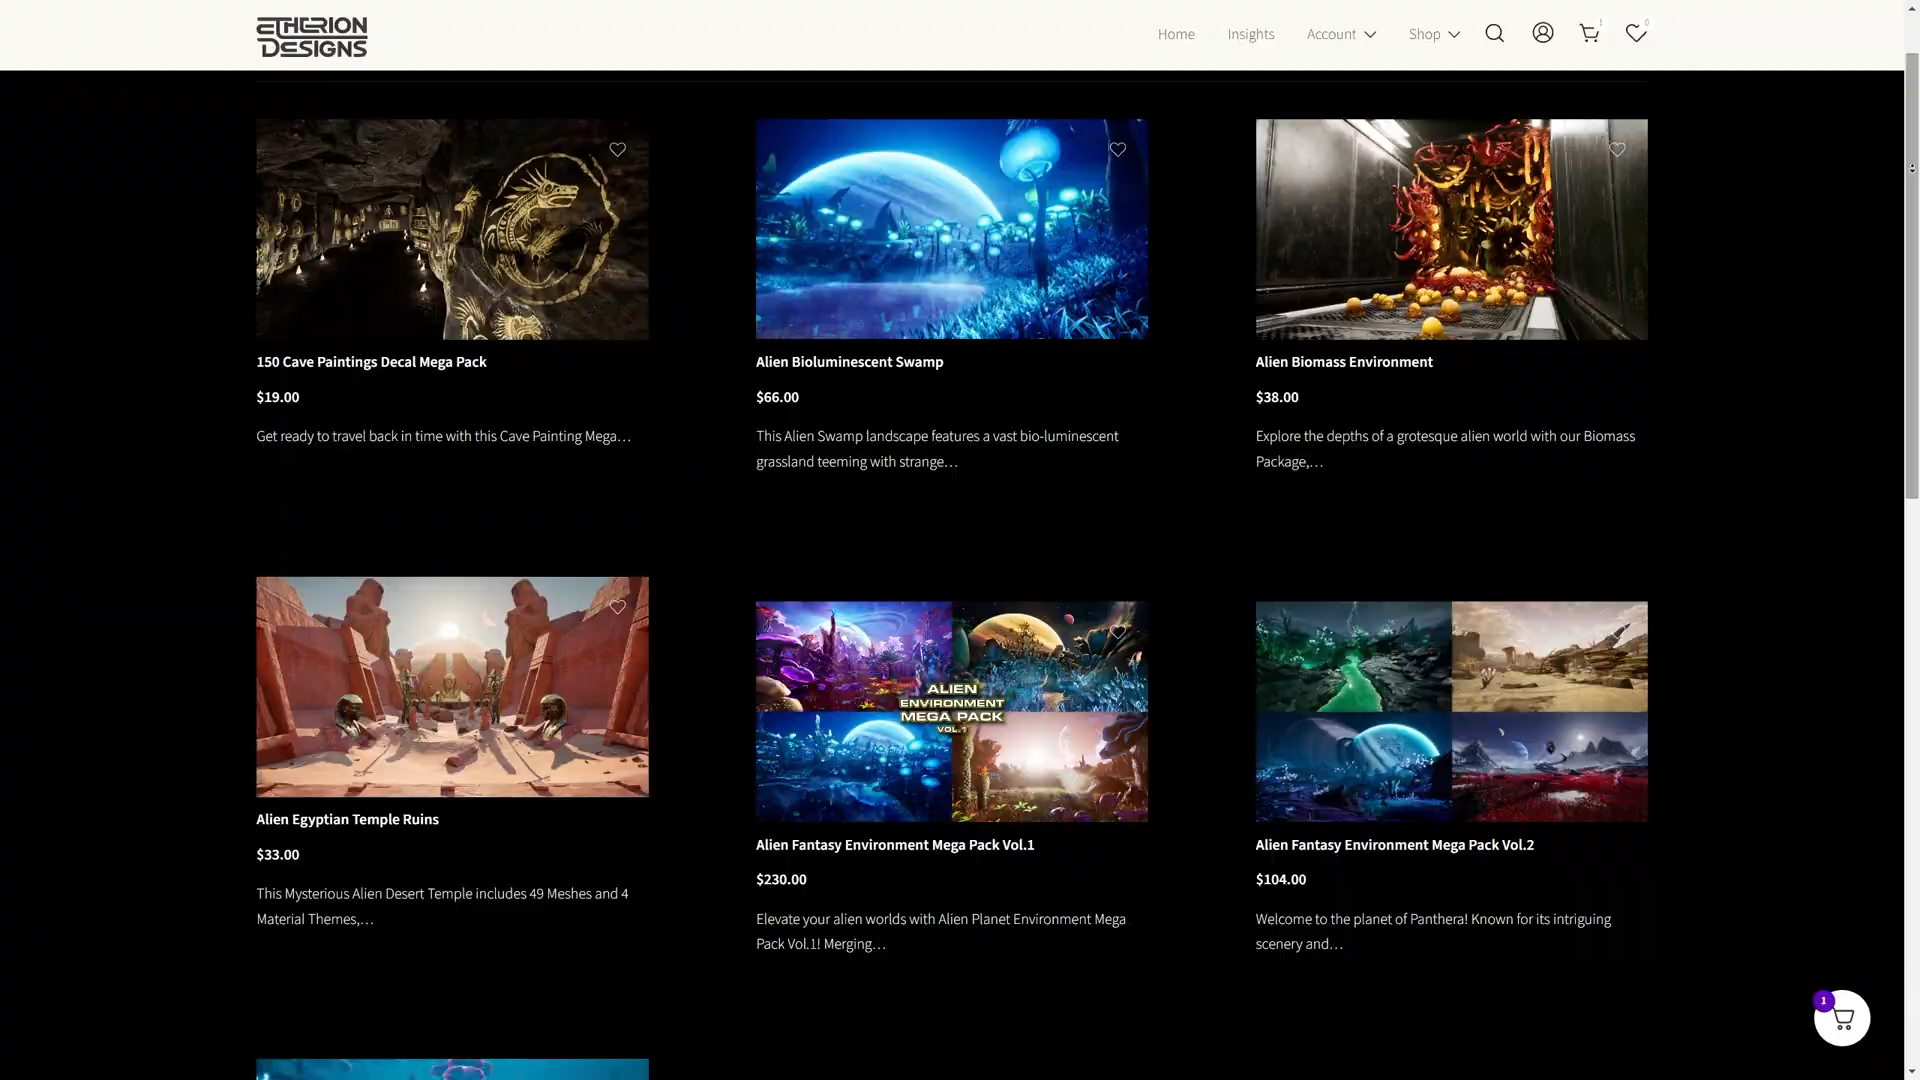 ETHERION
DESIGNS
Home
Insights
Account
Shop
1
0
150 Cave Paintings Decal Mega Pack
$19.00
Get ready to travel back in time with this Cave Painting Mega…
Alien Bioluminescent Swamp
$66.00
This Alien Swamp landscape features a vast bio-luminescent
grassland teeming with strange…
Alien Biomass Environment
$38.00
Explore the depths of a grotesque alien world with our Biomass
Package,…
Alien Egyptian Temple Ruins
$33.00
This Mysterious Alien Desert Temple includes 49 Meshes and 4
Material Themes,…
ALIEN
ENVIRONMENT
MEGA PACK
VOL.1
Alien Fantasy Environment Mega Pack Vol.1
$230.00
Elevate your alien worlds with Alien Planet Environment Mega
Pack Vol.1! Merging…
Alien Fantasy Environment Mega Pack Vol.2
$104.00
Welcome to the planet of Panthera! Known for its intriguing
scenery and…
1